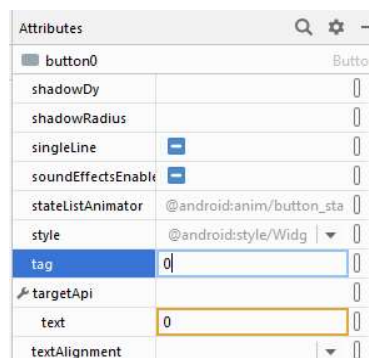 Attributes
button0 Butto
shadowDy
shadowRadius
singleLine
soundEffectsEnable
stateListAnimator @android:anim/button_sta
style @android:style/Widg
tag 0
targetApi
text 0
textAlignment